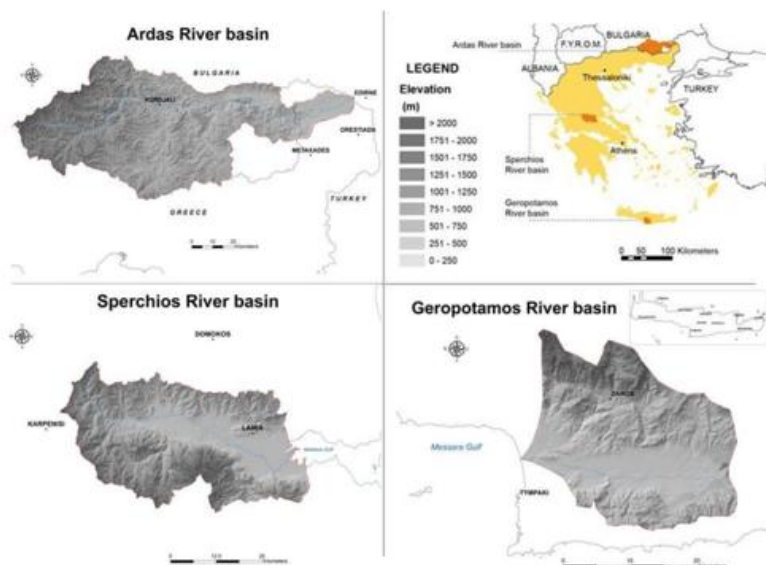 Ardas River basin
BULGARIA
KURDJALI
EDIRNE
ORESTIADA
METAXADES
GREECE
TURKEY
Kilometers
BULGARIA
Ardas River basin
F.Y.R.O.M.
ALBANIA
Thessaloniki
TURKEY
Athens
Sperchios
River basin
Geropotamos
River basin
0 50 100 Kilometers
LEGEND
Elevation
(m)
> 2000
1751 - 2000
1501 - 1750
1251 - 1500
1001 - 1250
751 - 1000
501 - 750
251 - 500
0 - 250
Sperchios River basin
DOMOKOS
KARPENISI
LAMIA
Kilometers
Geropotamos River basin
ZAROS
Messara Gulf
TYMPAKI